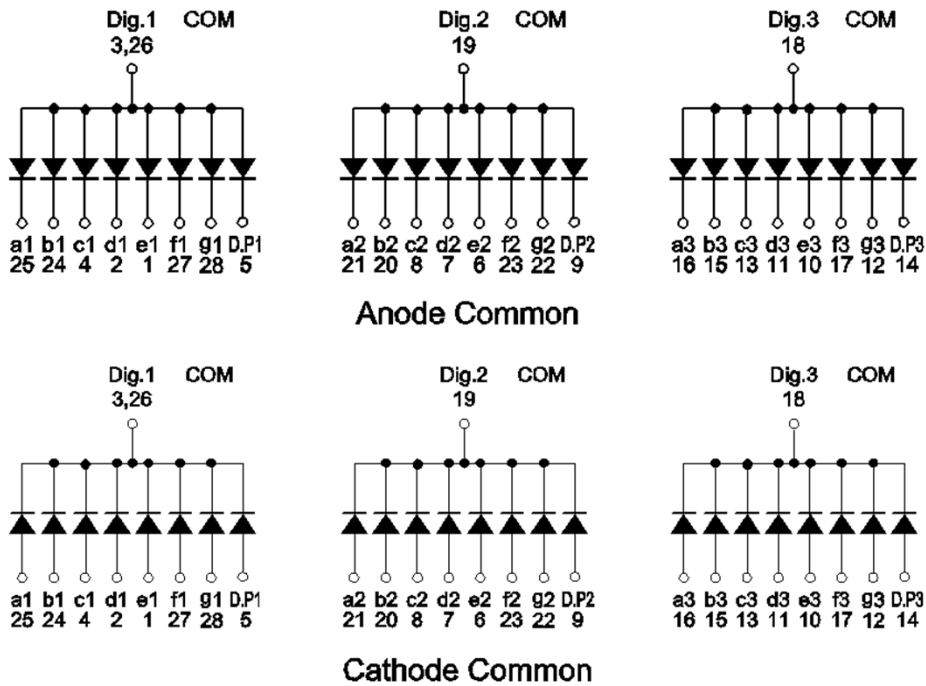 Dig.1 COM Dig.2 COM Dig.3 COM
3,26 19 18
a1 b1 c1 d1 e1 f1 g1 D.P1 a2 b2 c2 d2 e2 f2 g2 D.P2 a3 b3 c3 d3 e3 f3 g3 D.P3
25 24 4 2 1 27 28 5 21 20 8 7 6 23 22 9 16 15 13 11 10 17 12 14
Anode Common
Dig.1 COM Dig.2 COM Dig.3 COM
3,26 19 18
a1 b1 c1 d1 e1 f1 g1 D.P1 a2 b2 c2 d2 e2 f2 g2 D.P2 a3 b3 c3 d3 e3 f3 g3 D.P3
25 24 4 2 1 27 28 5 21 20 8 7 6 23 22 9 16 15 13 11 10 17 12 14
Cathode Common